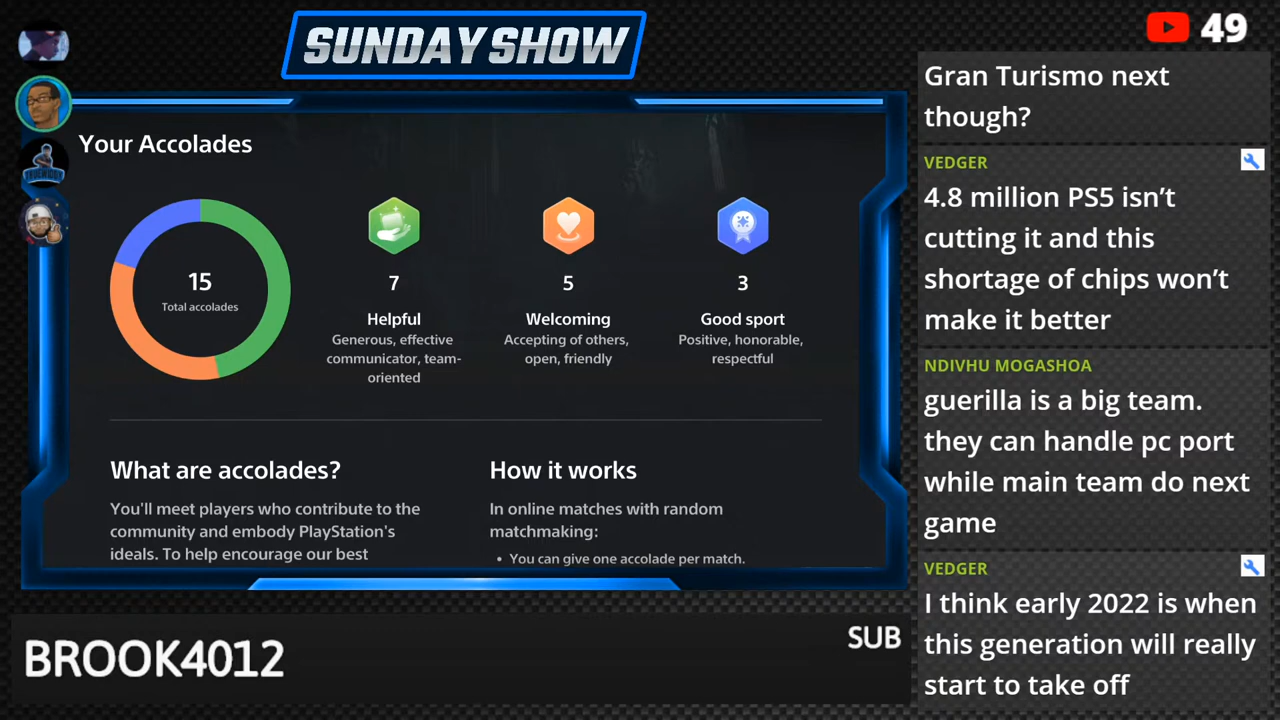 SUNDAY SHOW
49
Your Accolades
15
Total accolades
7
Helpful
Generous, effective
communicator, team-
oriented
5
Welcoming
Accepting of others,
open, friendly
3
Good sport
Positive, honorable,
respectful
What are accolades?
You'll meet players who contribute to the
community and embody PlayStation's
ideals. To help encourage our best
How it works
In online matches with random
matchmaking:
• You can give one accolade per match.
BROOK4012
SUB
Gran Turismo next
though?
VEDGER
4.8 million PS5 isn’t
cutting it and this
shortage of chips won’t
make it better
NDIVHU MOGASHOA
guerilla is a big team.
they can handle pc port
while main team do next
game
VEDGER
I think early 2022 is when
this generation will really
start to take off